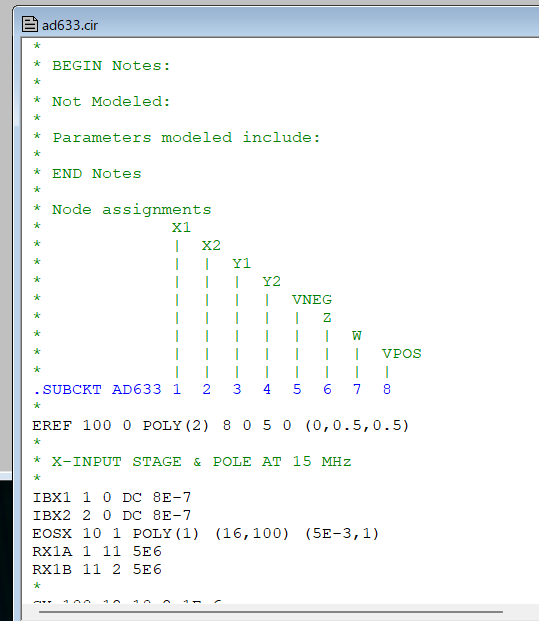 ad633.cir
*
* BEGIN Notes:
*
* Not Modeled:
*
* Parameters modeled include:
*
* END Notes
*
* Node assignments
*              X1
*              |  X2
*              |  |  Y1
*              |  |  |  Y2
*              |  |  |  |  VNEG
*              |  |  |  |  |  Z
*              |  |  |  |  |  |  W
*              |  |  |  |  |  |  |  VPOS
*              |  |  |  |  |  |  |  |
.SUBCKT AD633 1  2  3  4  5  6  7  8
*
EREF 100 0 POLY(2) 8 0 5 0 (0,0.5,0.5)
*
* X-INPUT STAGE & POLE AT 15 MHz
*
IBX1 1 0 DC 8E-7
IBX2 2 0 DC 8E-7
EOSX 10 1 POLY(1) (16,100) (5E-3,1)
RX1A 1 11 5E6
RX1B 11 2 5E6
*